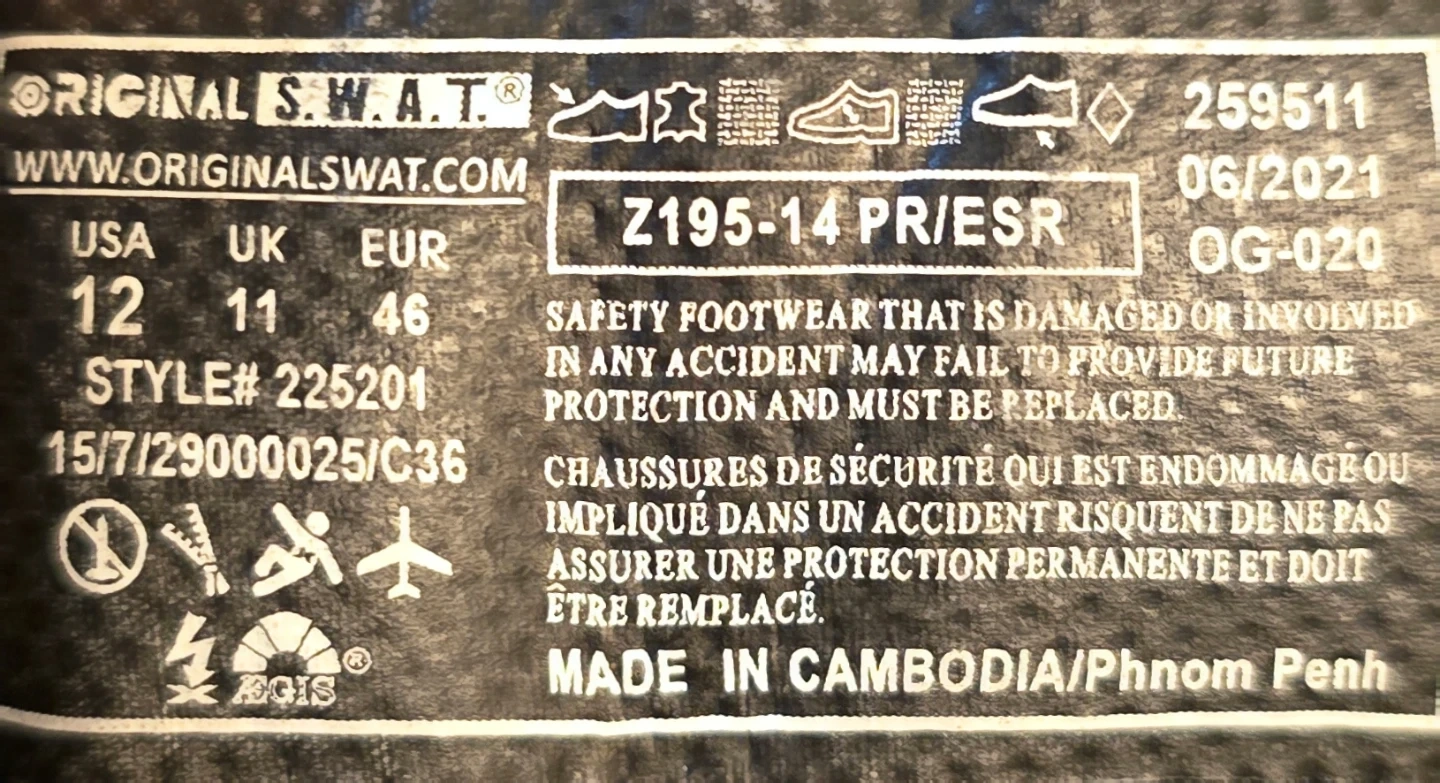 ORIGINAL S.W.A.T.®
WWW.ORIGINALSWAT.COM
USA UK EUR
12 11 46
STYLE# 225201
15/7/29000025/C36
ÆGIS®
259511
06/2021
OG-020
Z195-14 PR/ESR
SAFETY FOOTWEAR THAT IS DAMAGED OR INVOLVED
IN ANY ACCIDENT MAY FAIL TO PROVIDE FUTURE
PROTECTION AND MUST BE REPLACED.
CHAUSSURES DE SÉCURITÉ QUI EST ENDOMMAGÉ OU
IMPLIQUÉ DANS UN ACCIDENT RISQUENT DE NE PAS
ASSURER UNE PROTECTION PERMANENTE ET DOIT
ÊTRE REMPLACÉ.
MADE IN CAMBODIA/Phnom Penh